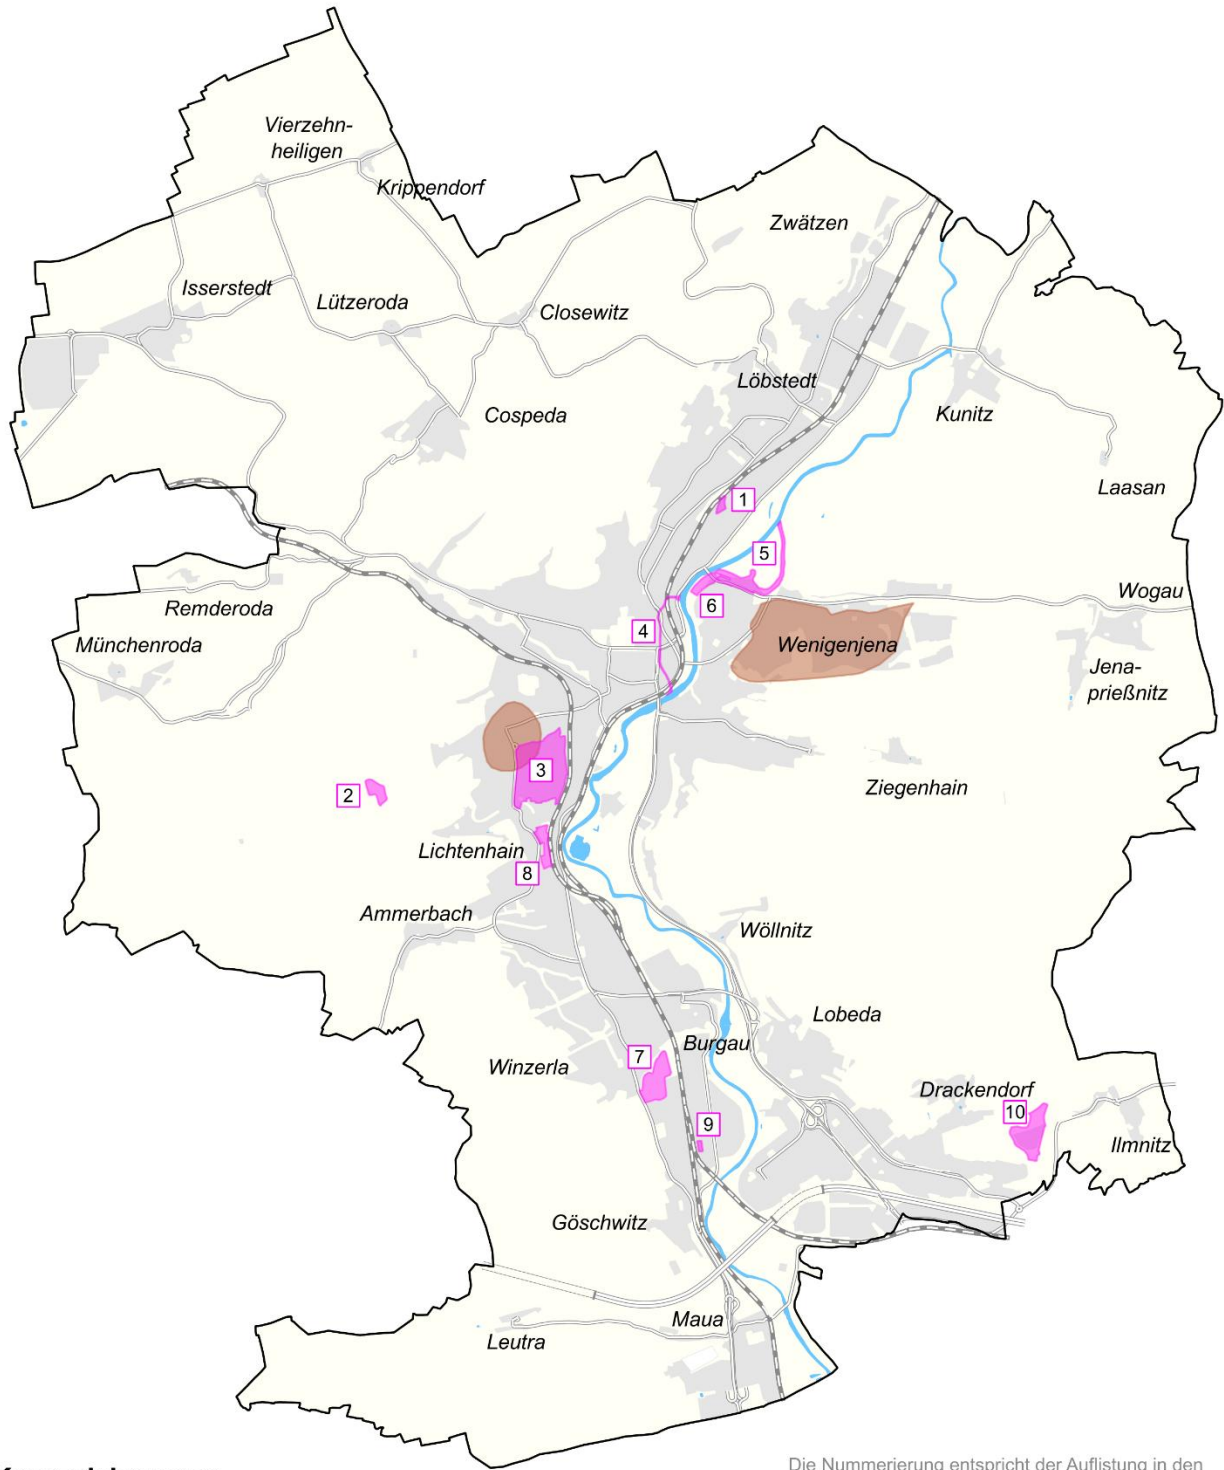 Vierzehn-
heiligen
Krippendorf
Zwätzen
Isserstedt
Lützeroda
Closewitz
Löbstedt
Cospeda
Kunitz
Laasan
1
5
Wogau
Remderoda
6
4
Münchenroda
Wenigenjena
Jena-
prießnitz
3
2
Ziegenhain
Lichtenhain
8
Ammerbach
Wöllnitz
Lobeda
Burgau
7
Winzerla
Drackendorf
10
9
Ilmnitz
Göschwitz
Maua
Leutra
Die Nummerierung entspricht der Auflistung in den